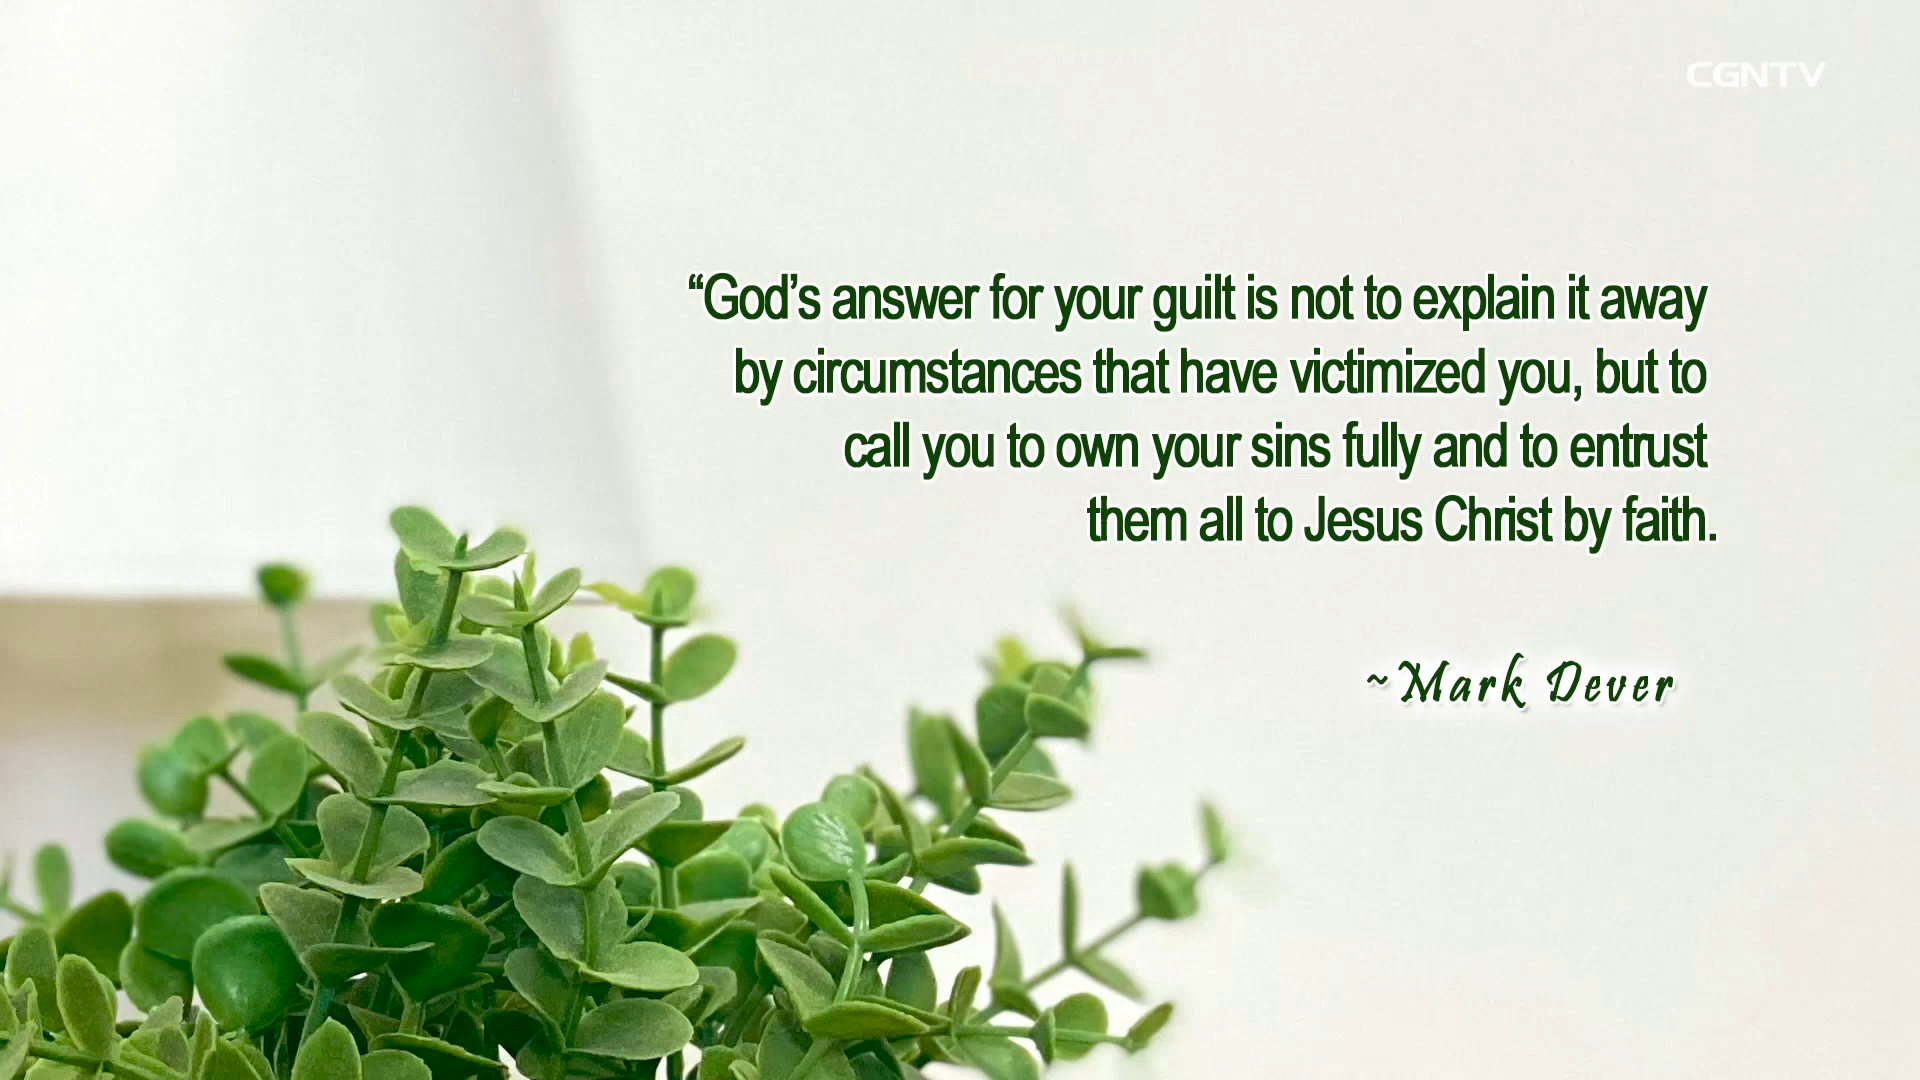 CGNTV
“God’s answer for your guilt is not to explain it away
by circumstances that have victimized you, but to
call you to own your sins fully and to entrust
them all to Jesus Christ by faith.
~Mark Dever